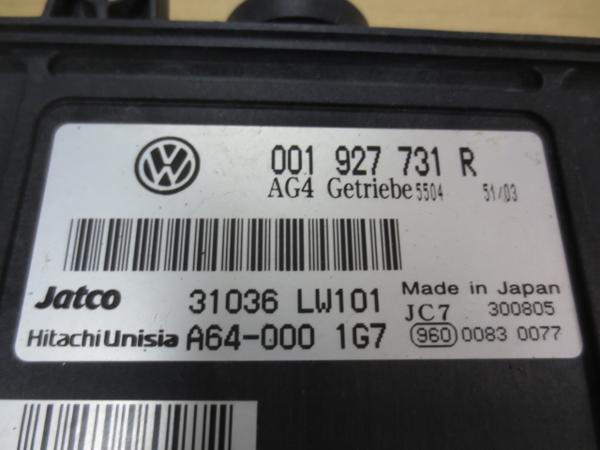 001 927 731 R
AG4 Getriebe 5504 51/03
Jatco 31036 LW101 Made in Japan
JC7 300805
HitachiUnisia A64-000 1G7 960 0083 0077